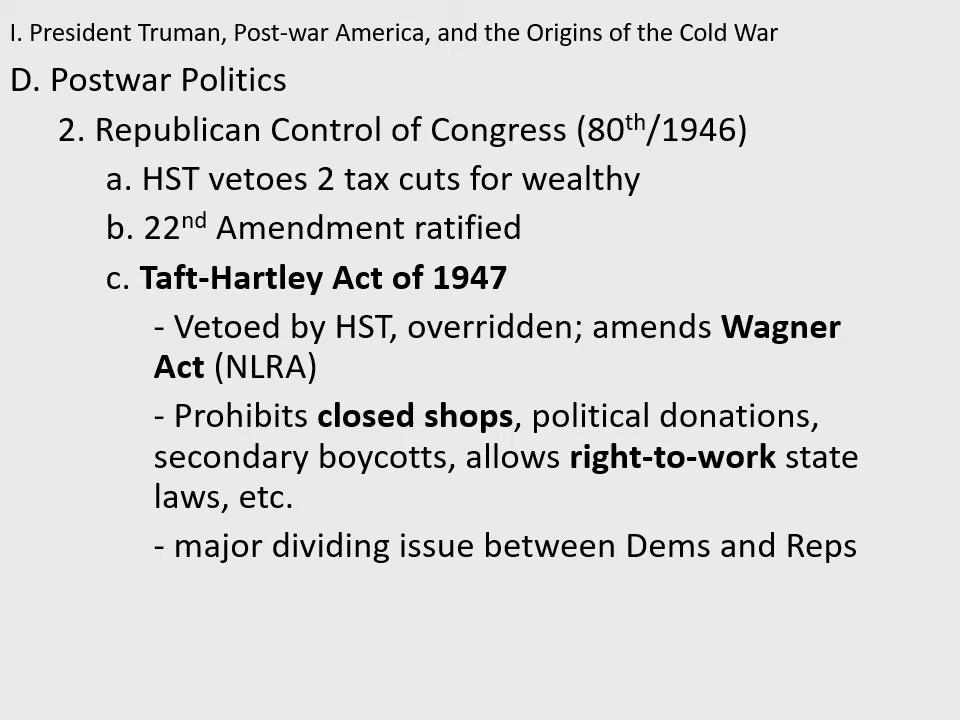 I. President Truman, Post-war America, and the Origins of the Cold War
D. Postwar Politics
2. Republican Control of Congress (80th/1946)
a. HST vetoes 2 tax cuts for wealthy
b. 22nd Amendment ratified
c. Taft-Hartley Act of 1947
- Vetoed by HST, overridden; amends Wagner
Act (NLRA)
- Prohibits closed shops, political donations,
secondary boycotts, allows right-to-work state
laws, etc.
- major dividing issue between Dems and Reps